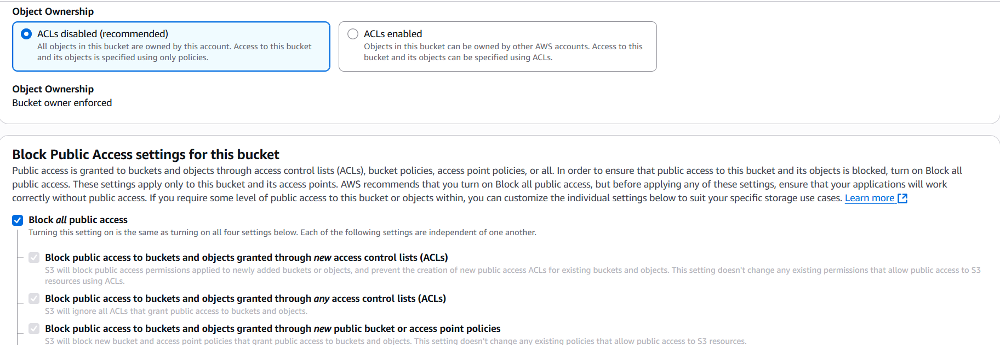 Object Ownership
ACLs disabled (recommended)
All objects in this bucket are owned by this account. Access to this bucket
and its objects is specified using only policies.
ACLs enabled
Objects in this bucket can be owned by other AWS accounts. Access to this
bucket and its objects can be specified using ACLs.
Object Ownership
Bucket owner enforced
Block Public Access settings for this bucket
Public access is granted to buckets and objects through access control lists (ACLs), bucket policies, access point policies, or all. In order to ensure that public access to this bucket and its objects is blocked, turn on Block all
public access. These settings apply only to this bucket and its access points. AWS recommends that you turn on Block all public access, but before applying any of these settings, ensure that your applications will work
correctly without public access. If you require some level of public access to this bucket or objects within, you can customize the individual settings below to suit your specific storage use cases. Learn more
Block all public access
Turning this setting on is the same as turning on all four settings below. Each of the following settings are independent of one another.
Block public access to buckets and objects granted through new access control lists (ACLs)
S3 will block public access permissions applied to newly added buckets or objects, and prevent the creation of new public access ACLs for existing buckets and objects. This setting doesn't change any existing permissions that allow public access to S3
resources using ACLs.
Block public access to buckets and objects granted through any access control lists (ACLs)
S3 will ignore all ACLs that grant public access to buckets and objects.
Block public access to buckets and objects granted through new public bucket or access point policies
S3 will block new bucket and access point policies that grant public access to buckets and objects. This setting doesn't change any existing policies that allow public access to S3 resources.